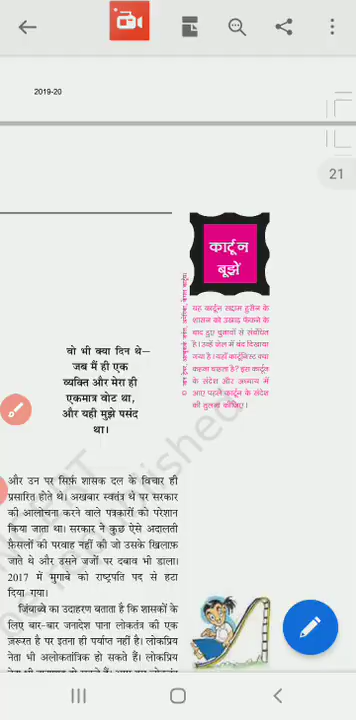 2019-20
21
कार्टून
बूझें
यह कार्टून सद्दाम हुसैन के
शासन को उखाड़ फेंकने के
बाद हुए चुनावों से संबंधित
है। उन्हें जेल में बंद दिखाया
गया है। यहाँ कार्टूनिस्ट क्या
कहना चाहता है? इस कार्टून
के संदेश और अध्याय में
आए पहले कार्टून के संदेश
की तुलना कीजिए।
वो भी क्या दिन थे–
जब मैं ही एक
व्यक्ति और मेरा ही
एकमात्र वोट था,
और यही मुझे पसंद
था।
और उन पर सिर्फ़ शासक दल के विचार ही
प्रसारित होते थे। अखबार स्वतंत्र थे पर सरकार
की आलोचना करने वाले पत्रकारों को परेशान
किया जाता था। सरकार ने कुछ ऐसे अदालती
फ़ैसलों की परवाह नहीं की जो उसके खिलाफ़
जाते थे और उसने जजों पर दबाव भी डाला।
2017 में मुगाबे को राष्ट्रपति पद से हटा
दिया गया।
जिंबाब्वे का उदाहरण बताता है कि शासकों के
लिए बार-बार जनादेश पाना लोकतंत्र की एक
ज़रूरत है पर इतना ही पर्याप्त नहीं है। लोकप्रिय
नेता भी अलोकतांत्रिक हो सकते हैं। लोकप्रिय